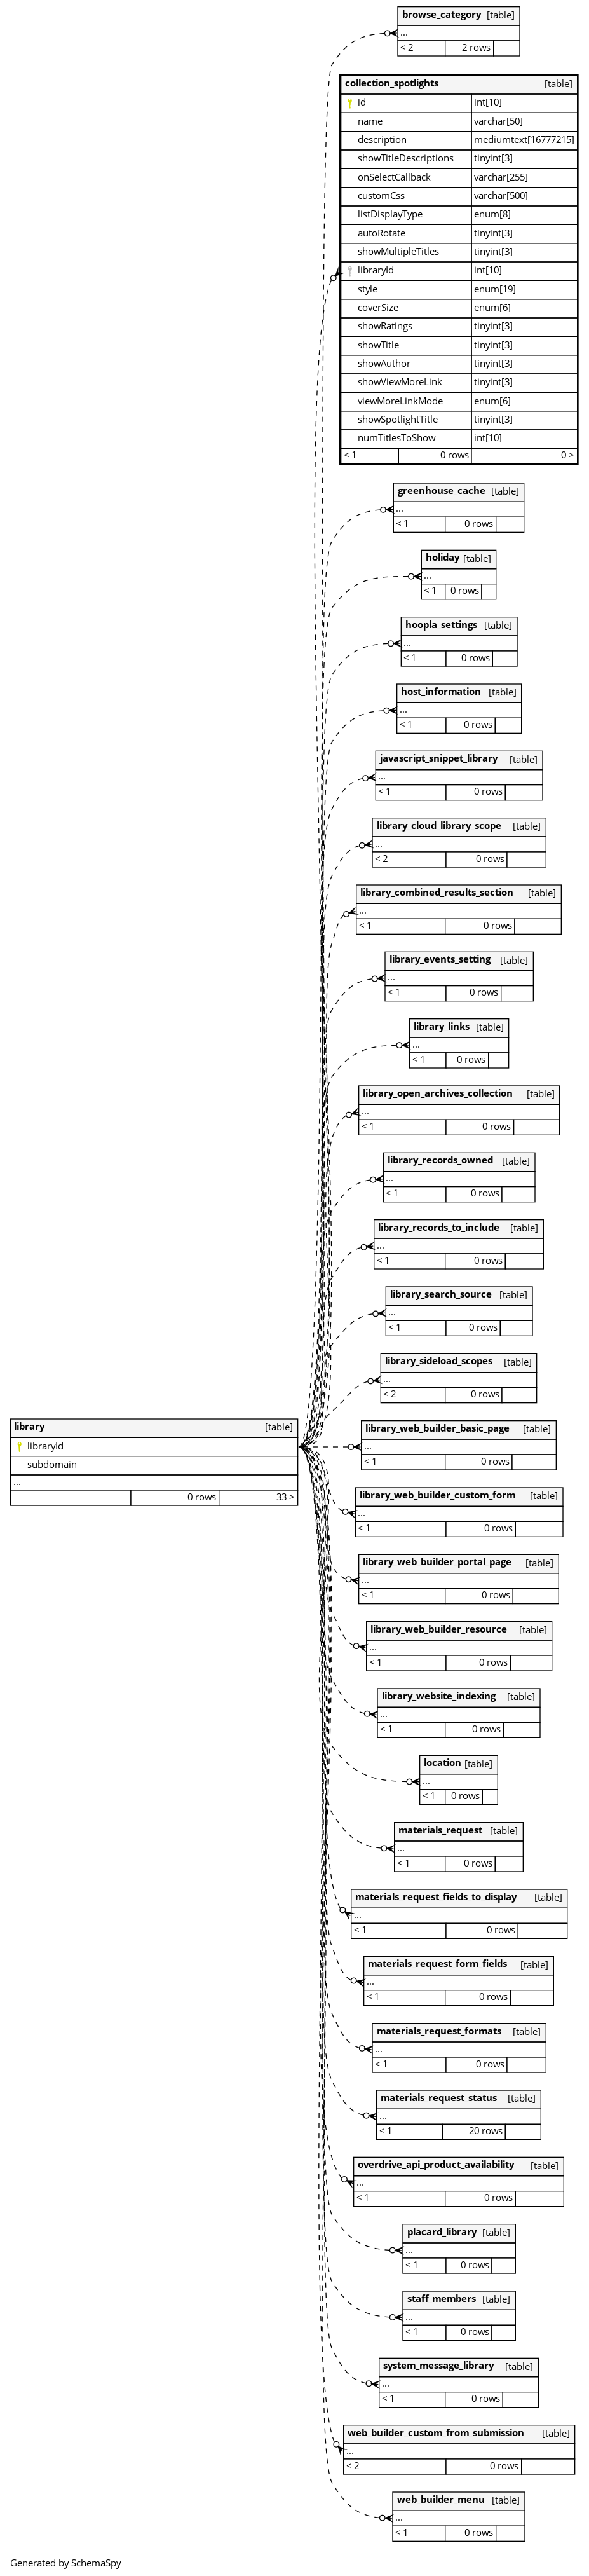 browse_category [table]
...
< 2 2 rows
collection_spotlights [table]
id int[10]
name varchar[50]
description mediumtext[16777215]
showTitleDescriptions tinyint[3]
onSelectCallback varchar[255]
customCss varchar[500]
listDisplayType enum[8]
autoRotate tinyint[3]
showMultipleTitles tinyint[3]
libraryId int[10]
style enum[19]
coverSize enum[6]
showRatings tinyint[3]
showTitle tinyint[3]
showAuthor tinyint[3]
showViewMoreLink tinyint[3]
viewMoreLinkMode enum[6]
showSpotlightTitle tinyint[3]
numTitlesToShow int[10]
< 1 0 rows 0 >
greenhouse_cache [table]
...
< 1 0 rows
holiday [table]
...
< 1 0 rows
hoopla_settings [table]
...
< 1 0 rows
host_information [table]
...
< 1 0 rows
javascript_snippet_library [table]
...
< 1 0 rows
library_cloud_library_scope [table]
...
< 2 0 rows
library_combined_results_section [table]
...
< 1 0 rows
library_events_setting [table]
...
< 1 0 rows
library_links [table]
...
< 1 0 rows
library_open_archives_collection [table]
...
< 1 0 rows
library_records_owned [table]
...
< 1 0 rows
library_records_to_include [table]
...
< 1 0 rows
library_search_source [table]
...
< 1 0 rows
library_sideload_scopes [table]
...
< 2 0 rows
library [table]
libraryId
subdomain
...
0 rows 33 >
library_web_builder_basic_page [table]
...
< 1 0 rows
library_web_builder_custom_form [table]
...
< 1 0 rows
library_web_builder_portal_page [table]
...
< 1 0 rows
library_web_builder_resource [table]
...
< 1 0 rows
library_website_indexing [table]
...
< 1 0 rows
location [table]
...
< 1 0 rows
materials_request [table]
...
< 1 0 rows
materials_request_fields_to_display [table]
...
< 1 0 rows
materials_request_form_fields [table]
...
< 1 0 rows
materials_request_formats [table]
...
< 1 0 rows
materials_request_status [table]
...
< 1 20 rows
overdrive_api_product_availability [table]
...
< 1 0 rows
placard_library [table]
...
< 1 0 rows
staff_members [table]
...
< 1 0 rows
system_message_library [table]
...
< 1 0 rows
web_builder_custom_from_submission [table]
...
< 2 0 rows
web_builder_menu [table]
...
< 1 0 rows
Generated by SchemaSpy